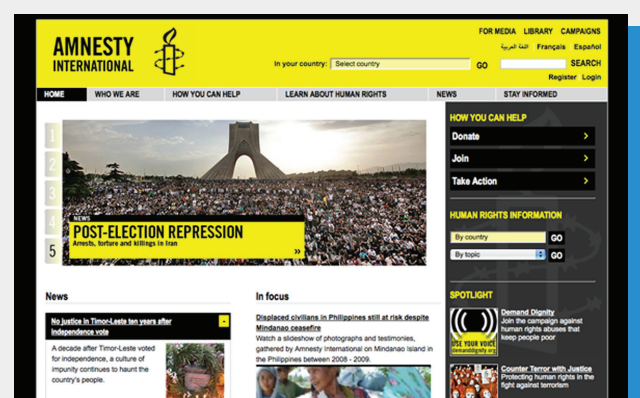 FOR MEDIA LIBRARY CAMPAIGNS
AMNESTY
INTERNATIONAL
اللغة العربية Français Español
In your country: Select country GO SEARCH
Register Login
HOME WHO WE ARE HOW YOU CAN HELP LEARN ABOUT HUMAN RIGHTS NEWS STAY INFORMED
1
2
3
4
5
NEWS
POST-ELECTION REPRESSION
Arrests, torture and killings in Iran »
HOW YOU CAN HELP
Donate >
Join >
Take Action >
HUMAN RIGHTS INFORMATION
By country GO
By topic GO
News
No justice in Timor-Leste ten years after
independence vote
A decade after Timor-Leste voted
for independence, a culture of
impunity continues to haunt the
country's people.
In focus
Displaced civilians in Philippines still at risk despite
Mindanao ceasefire
Watch a slideshow of photographs and testimonies,
gathered by Amnesty International on Mindanao Island in
the Philippines between 2008 - 2009.
SPOTLIGHT
USE YOUR VOICE
demanddignity.org
Demand Dignity
Join the campaign against
human rights abuses that
keep people poor
Counter Terror with Justice
Protecting human rights in the
fight against terrorism